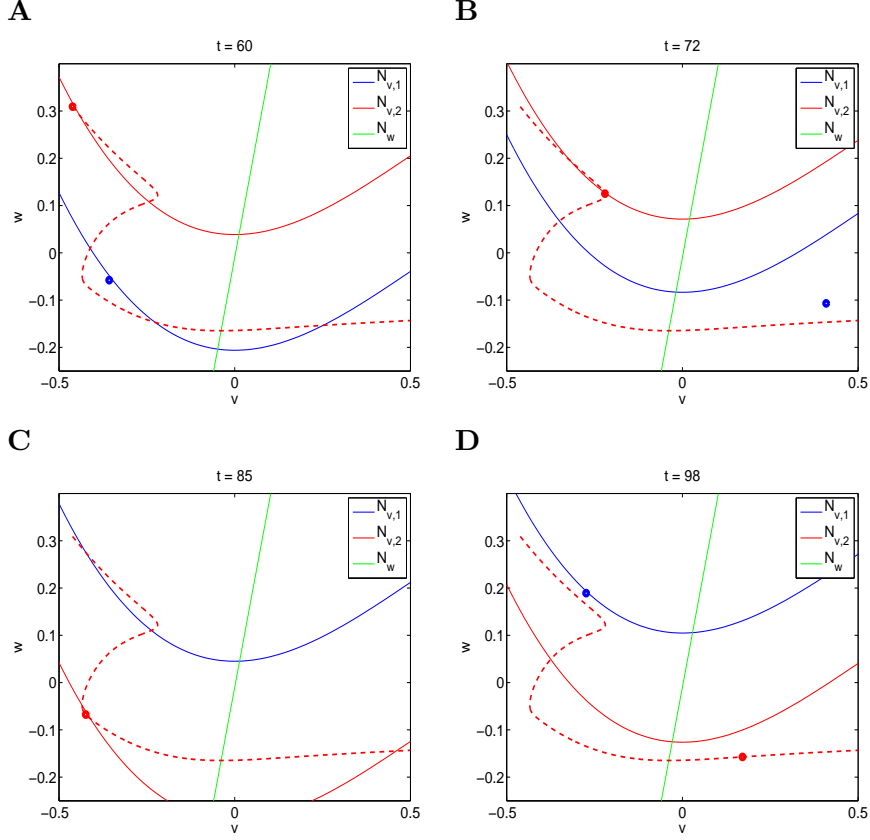 A
t = 60
N_{v,1}
N_{v,2}
N_w
0.3
0.2
0.1
0
−0.1
−0.2
w
−0.5
0
0.5
v
B
t = 72
N_{v,1}
N_{v,2}
N_w
0.3
0.2
0.1
0
−0.1
−0.2
w
−0.5
0
0.5
v
C
t = 85
N_{v,1}
N_{v,2}
N_w
0.3
0.2
0.1
0
−0.1
−0.2
w
−0.5
0
0.5
v
D
t = 98
N_{v,1}
N_{v,2}
N_w
0.3
0.2
0.1
0
−0.1
−0.2
w
−0.5
0
0.5
v